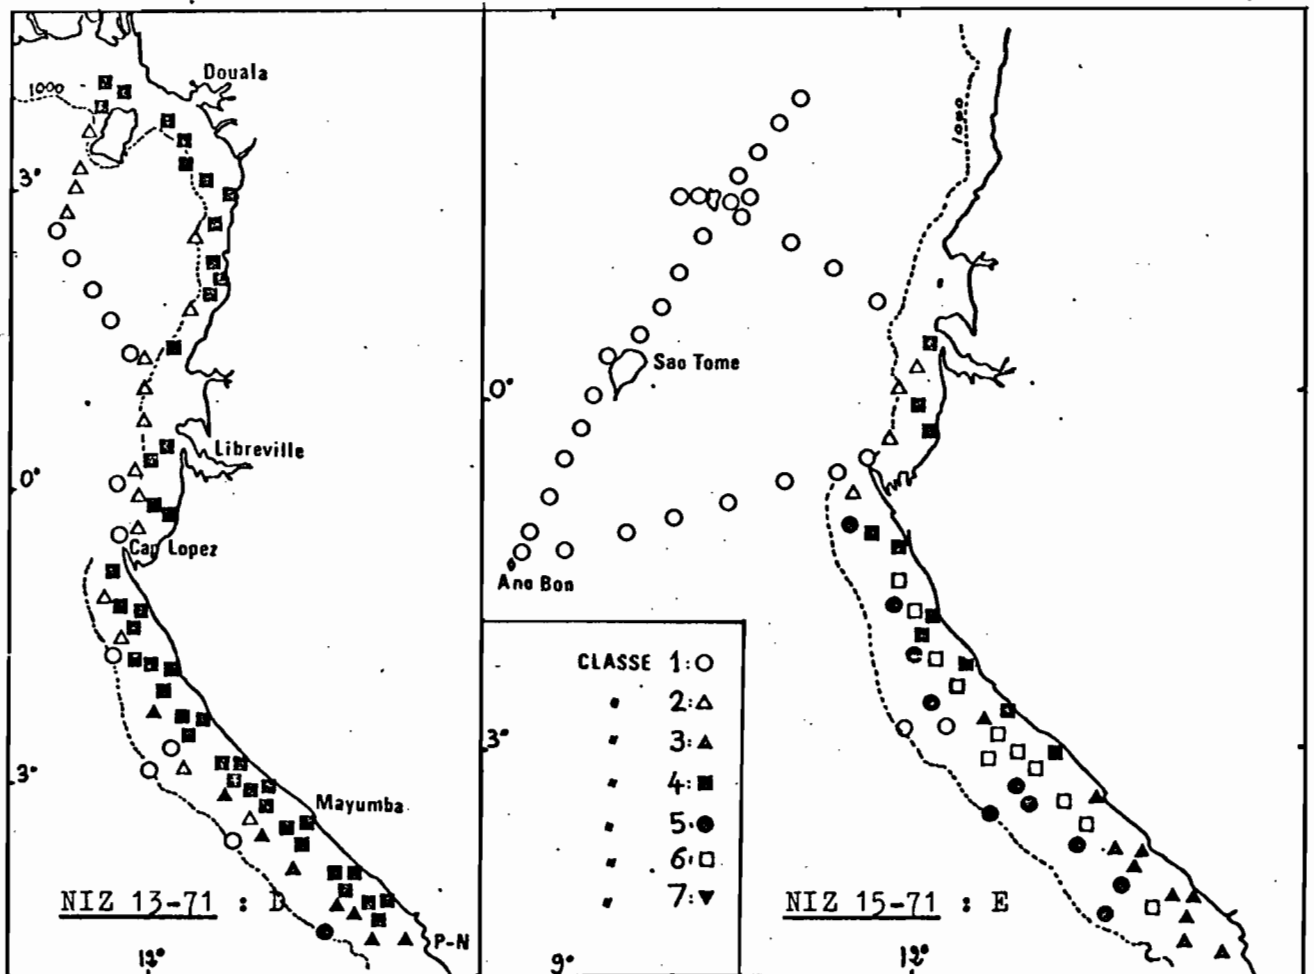 Douala
1000
3°
Libreville
0°
Cap Lopez
3°
Mayumba
NIZ 13-71 : D
P-N
12°
1000
Sao Tome
0°
Ano Bon
CLASSE 1:
" 2:
" 3:
" 4:
" 5:
" 6:
" 7:
3°
NIZ 15-71 : E
9°
12°